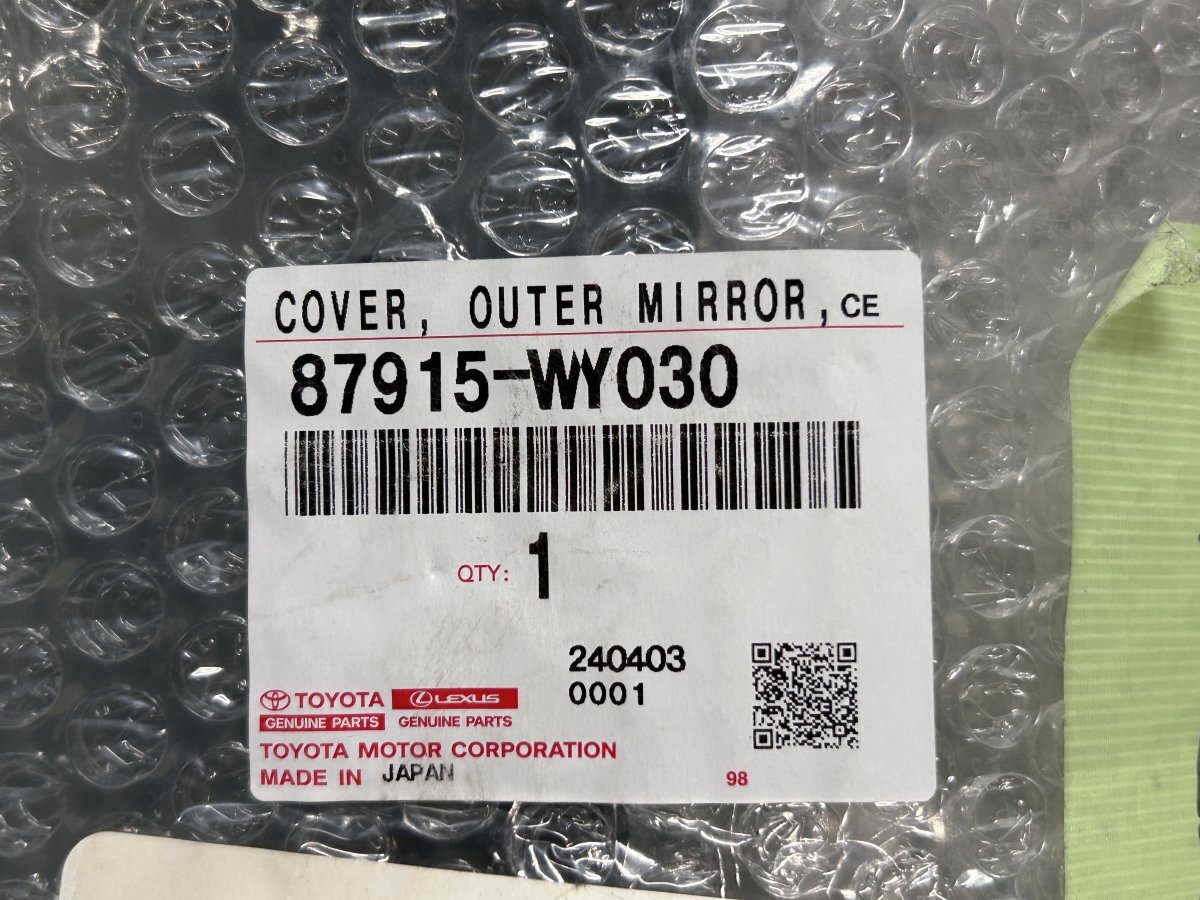 COVER, OUTER MIRROR, CE
87915-WY030
QTY: 1
240403
0001
TOYOTA LEXUS
GENUINE PARTS GENUINE PARTS
TOYOTA MOTOR CORPORATION
MADE IN JAPAN 98